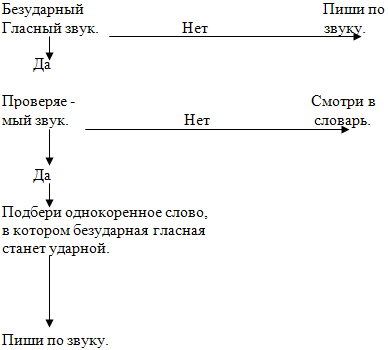 Безударный Пиши по
Гласный звук. Нет звуку.
Да
Проверяе - Смотри в
мый звук. Нет словарь.
Да
Подбери однокоренное слово,
в котором безударная гласная
станет ударной.
Пиши по звуку.